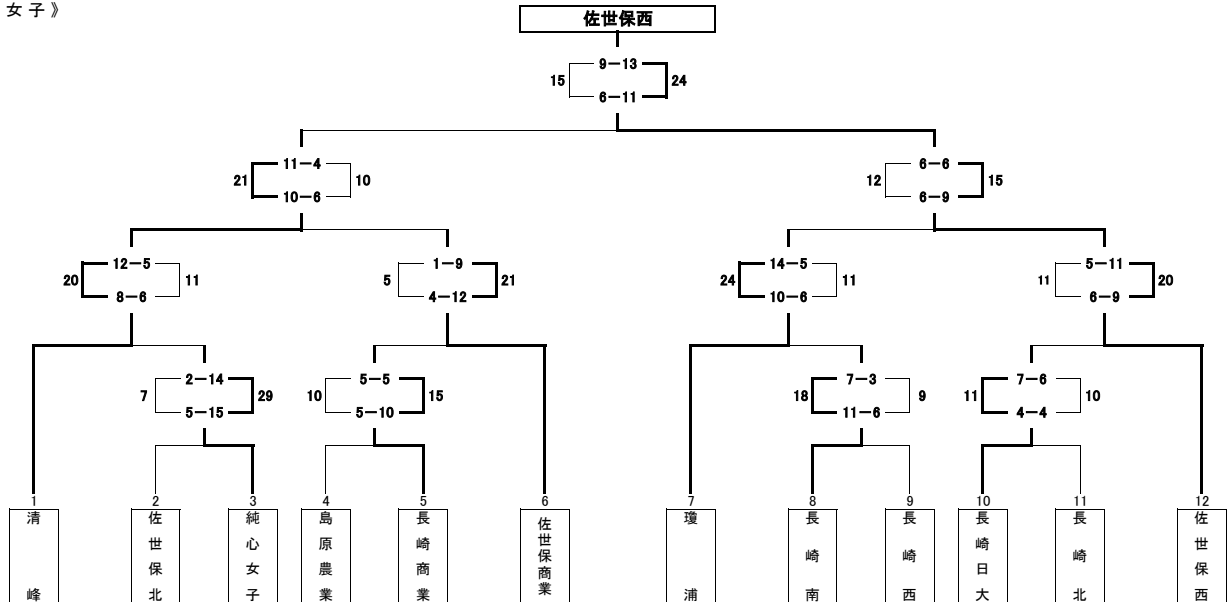 女 子 》
佐世保西
9－13
15 24
6－11
11－4 6－6
21 10 12 15
10－6 6－9
12－5 1－9 14－5 5－11
20 11 5 21 24 11 11 20
8－6 4－12 10－6 6－9
2－14 5－5 7－3 7－6
7 29 10 15 18 9 11 10
5－15 5－10 11－6 4－4
1 2 3 4 5 6 7 8 9 10 11 12
清峰
佐世保北
純心女子
島原農業
長崎商業
佐世保商業
瓊浦
長崎南
長崎西
長崎日大
長崎北
佐世保西